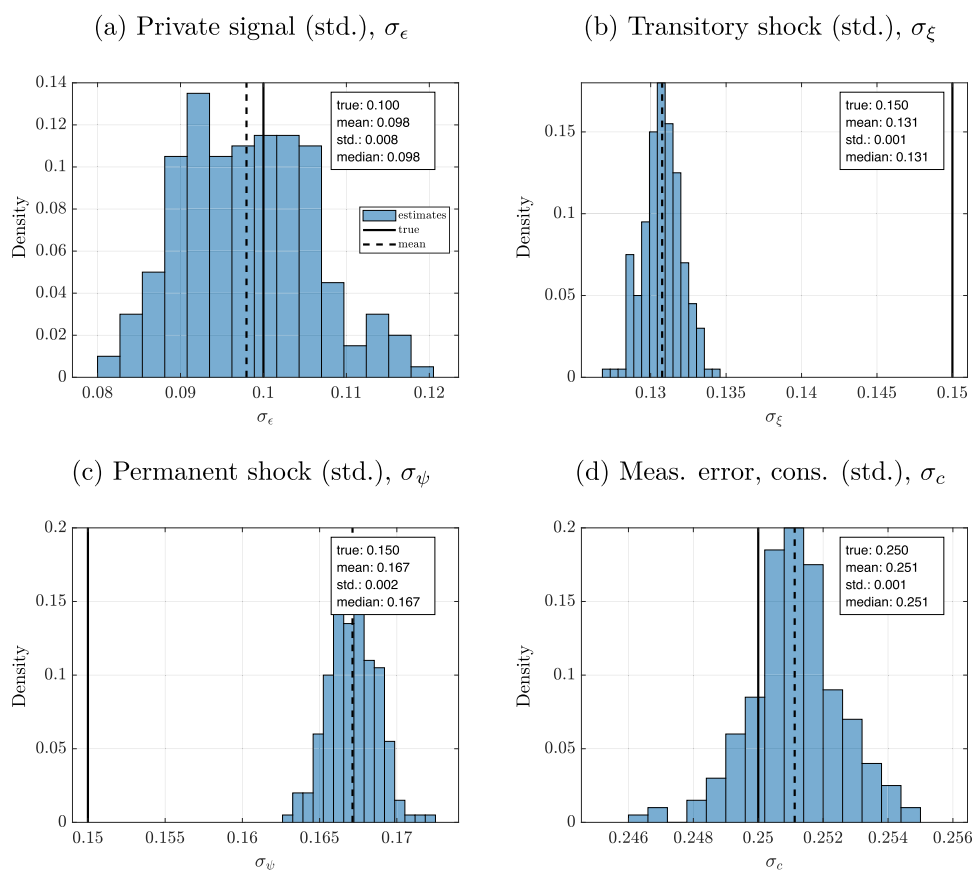 (a) Private signal (std.), σ_ϵ
0.14
0.12
0.1
0.08
0.06
0.04
0.02
0
Density
true: 0.100
mean: 0.098
std.: 0.008
median: 0.098
estimates
true
mean
0.08 0.09 0.1 0.11 0.12
σ_ϵ
(b) Transitory shock (std.), σ_ξ
0.15
0.1
0.05
0
Density
true: 0.150
mean: 0.131
std.: 0.001
median: 0.131
0.13 0.135 0.14 0.145 0.15
σ_ξ
(c) Permanent shock (std.), σ_ψ
0.2
0.15
0.1
0.05
0
Density
true: 0.150
mean: 0.167
std.: 0.002
median: 0.167
0.15 0.155 0.16 0.165 0.17
σ_ψ
(d) Meas. error, cons. (std.), σ_c
0.2
0.15
0.1
0.05
0
Density
true: 0.250
mean: 0.251
std.: 0.001
median: 0.251
0.246 0.248 0.25 0.252 0.254 0.256
σ_c